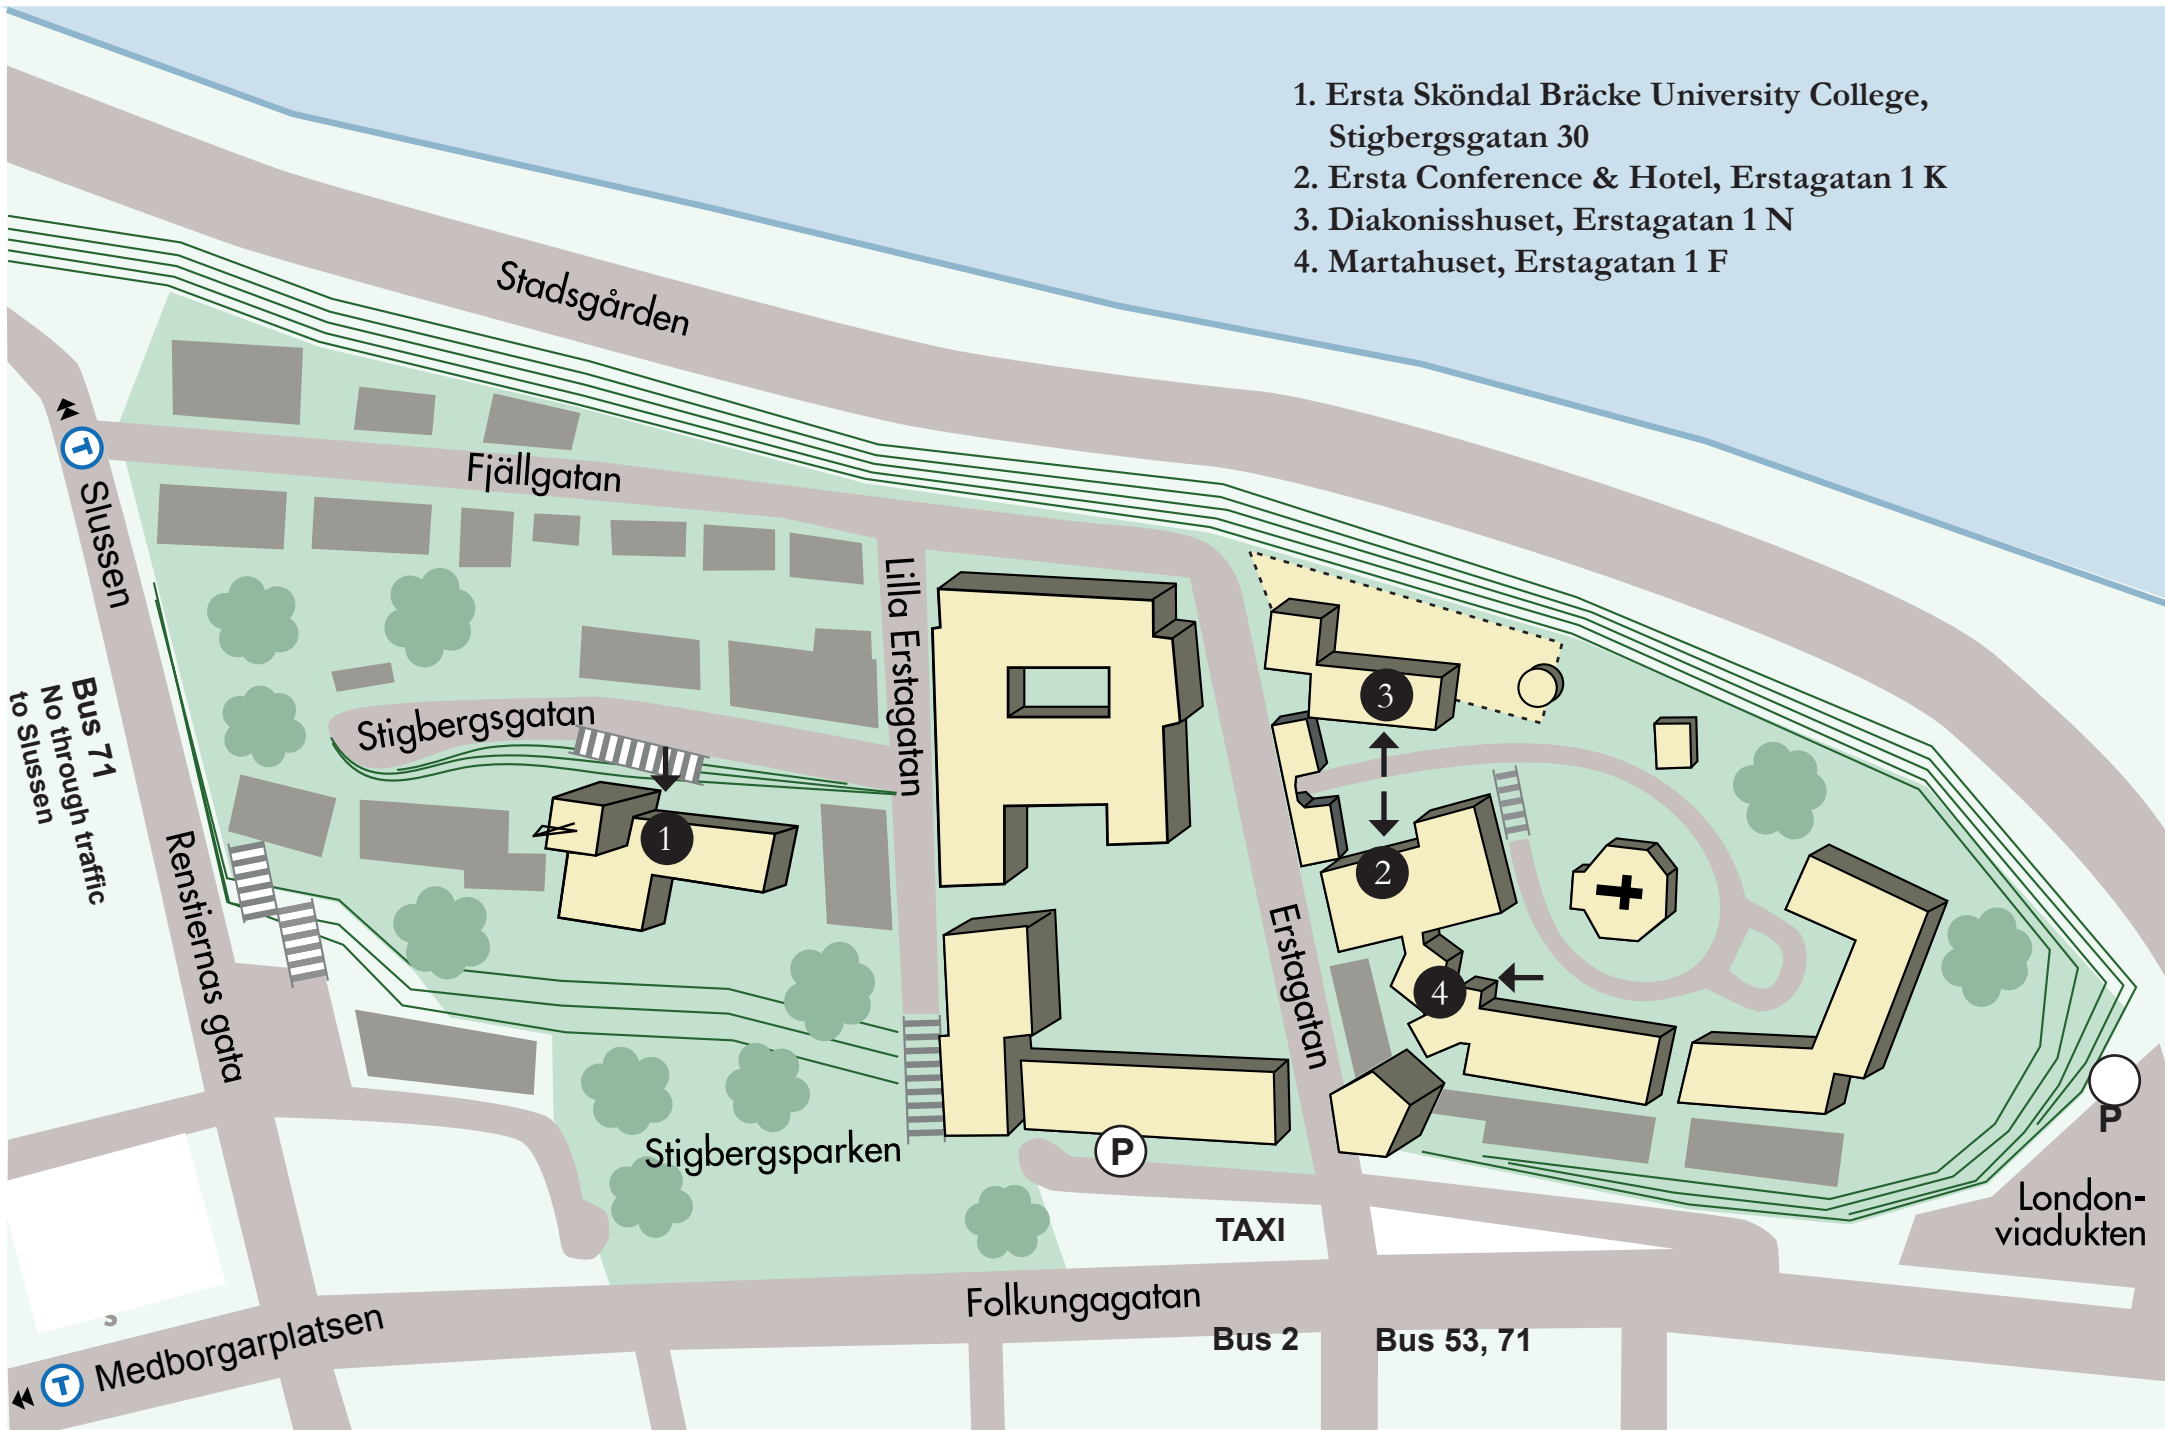 1. Ersta Sköndal Bräcke University College,
Stigbergsgatan 30
2. Ersta Conference & Hotel, Erstagatan 1 K
3. Diakonisshuset, Erstagatan 1 N
4. Martahuset, Erstagatan 1 F
Stadsgården
T
Slussen
Fjällgatan
Lilla Erstagatan
Bus 71
No through traffic
to Slussen
Stigbergsgatan
1
2
3
4
Renstiernas gata
Erstagatan
Stigbergsparken
P
P
London-
viadukten
TAXI
Folkungagatan
Bus 2
Bus 53, 71
T
Medborgarplatsen